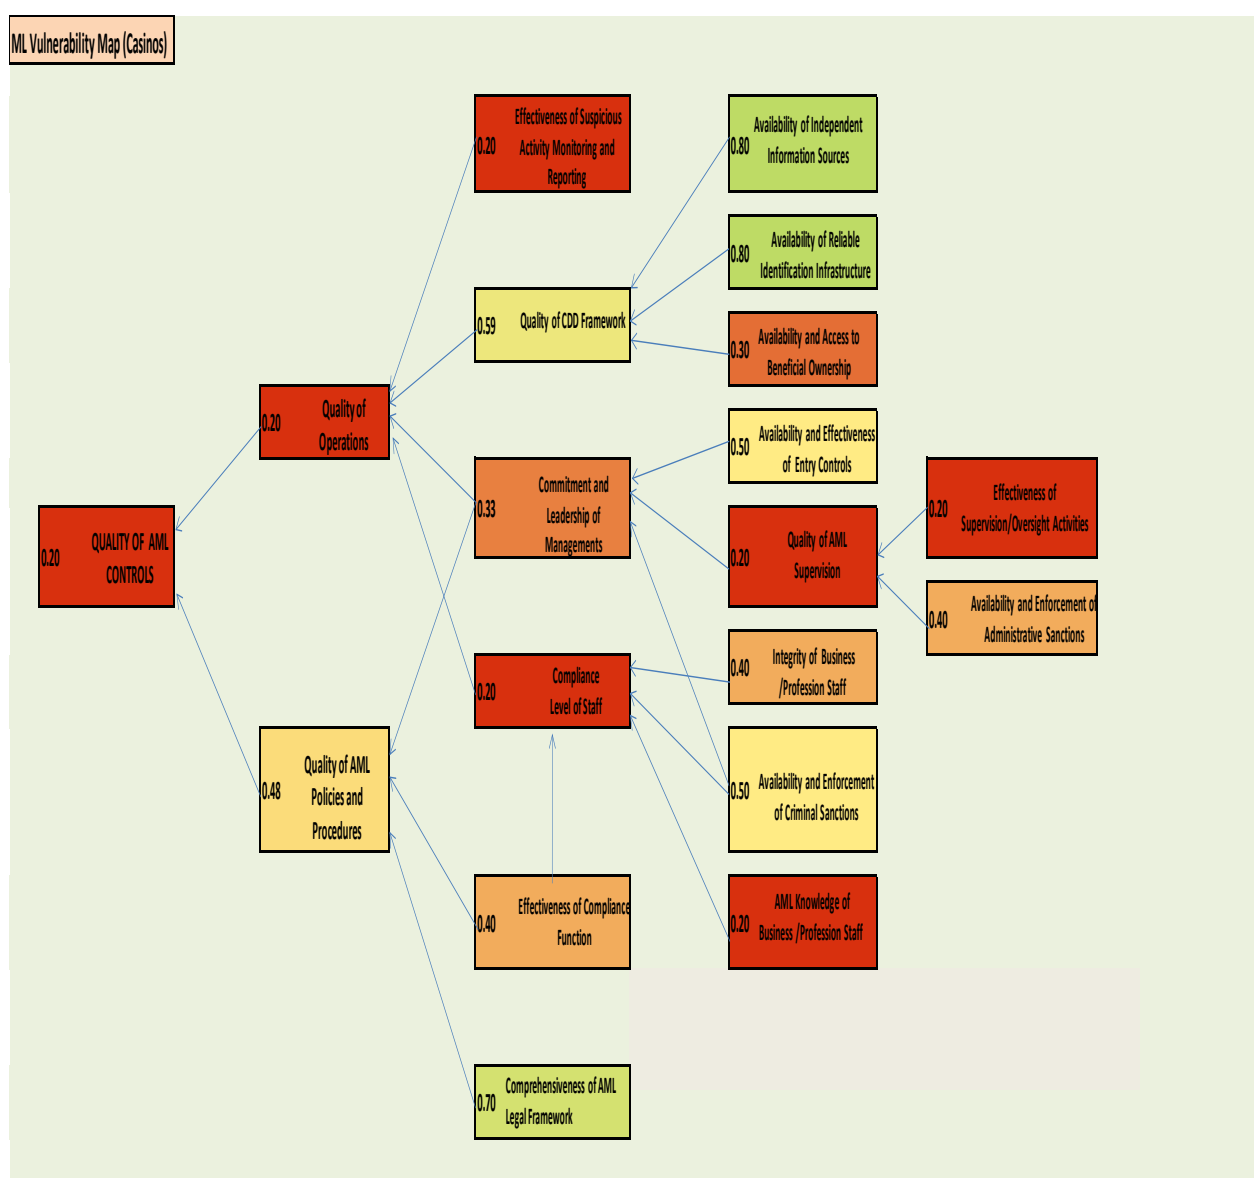 ML Vulnerability Map (Casinos)
0.20
QUALITY OF AML
CONTROLS
0.20
Quality of
Operations
0.48
Quality of AML
Policies and
Procedures
0.20
Effectiveness of Suspicious
Activity Monitoring and
Reporting
0.59
Quality of CDD Framework
0.33
Commitment and
Leadership of
Managements
0.20
Compliance
Level of Staff
0.40
Effectiveness of Compliance
Function
0.70
Comprehensiveness of AML
Legal Framework
0.80
Availability of Independent
Information Sources
0.80
Availability of Reliable
Identification Infrastructure
0.30
Availability and Access to
Beneficial Ownership
0.50
Availability and Effectiveness
of Entry Controls
0.20
Quality of AML
Supervision
0.40
Integrity of Business
/Profession Staff
0.50
Availability and Enforcement
of Criminal Sanctions
0.20
AML Knowledge of
Business /Profession Staff
0.20
Effectiveness of
Supervision/Oversight Activities
0.40
Availability and Enforcement of
Administrative Sanctions